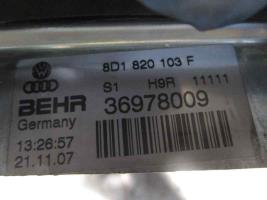 8D1 820 103 F
S1 H9R 11111
BEHR 36978009
Germany
13:26:57
21.11.07